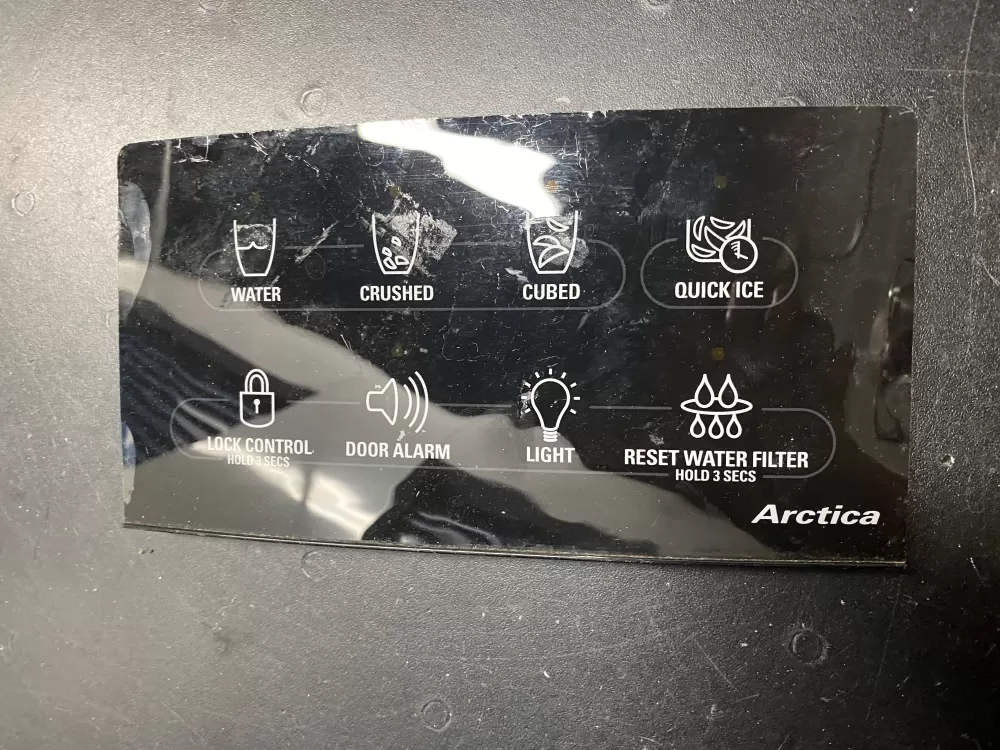 WATER
CRUSHED
CUBED
QUICK ICE
LOCK CONTROL
HOLD 3 SECS
DOOR ALARM
LIGHT
RESET WATER FILTER
HOLD 3 SECS
Arctica